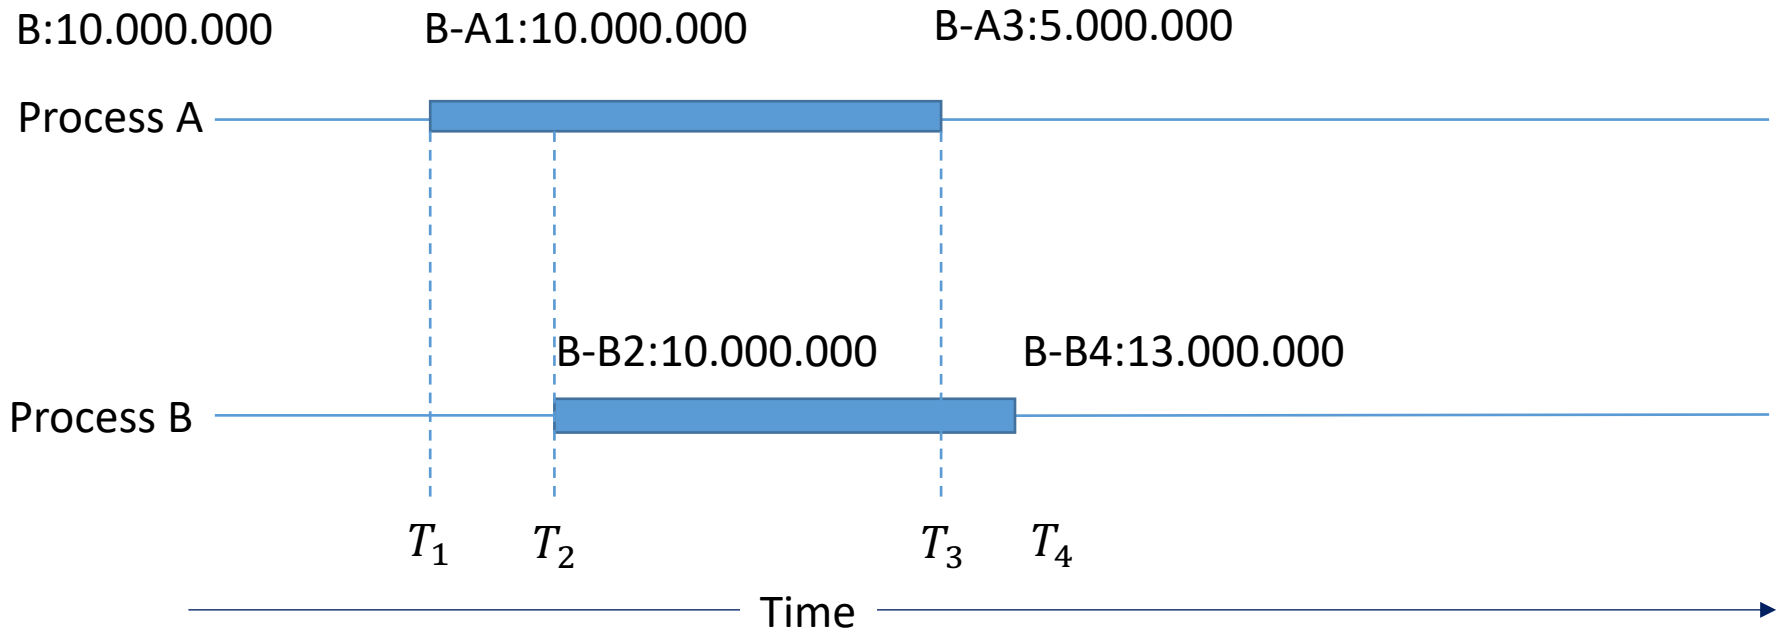 B:10.000.000
B-A1:10.000.000
B-A3:5.000.000
Process A
B-B2:10.000.000
B-B4:13.000.000
Process B
T₁
T₂
T₃
T₄
Time